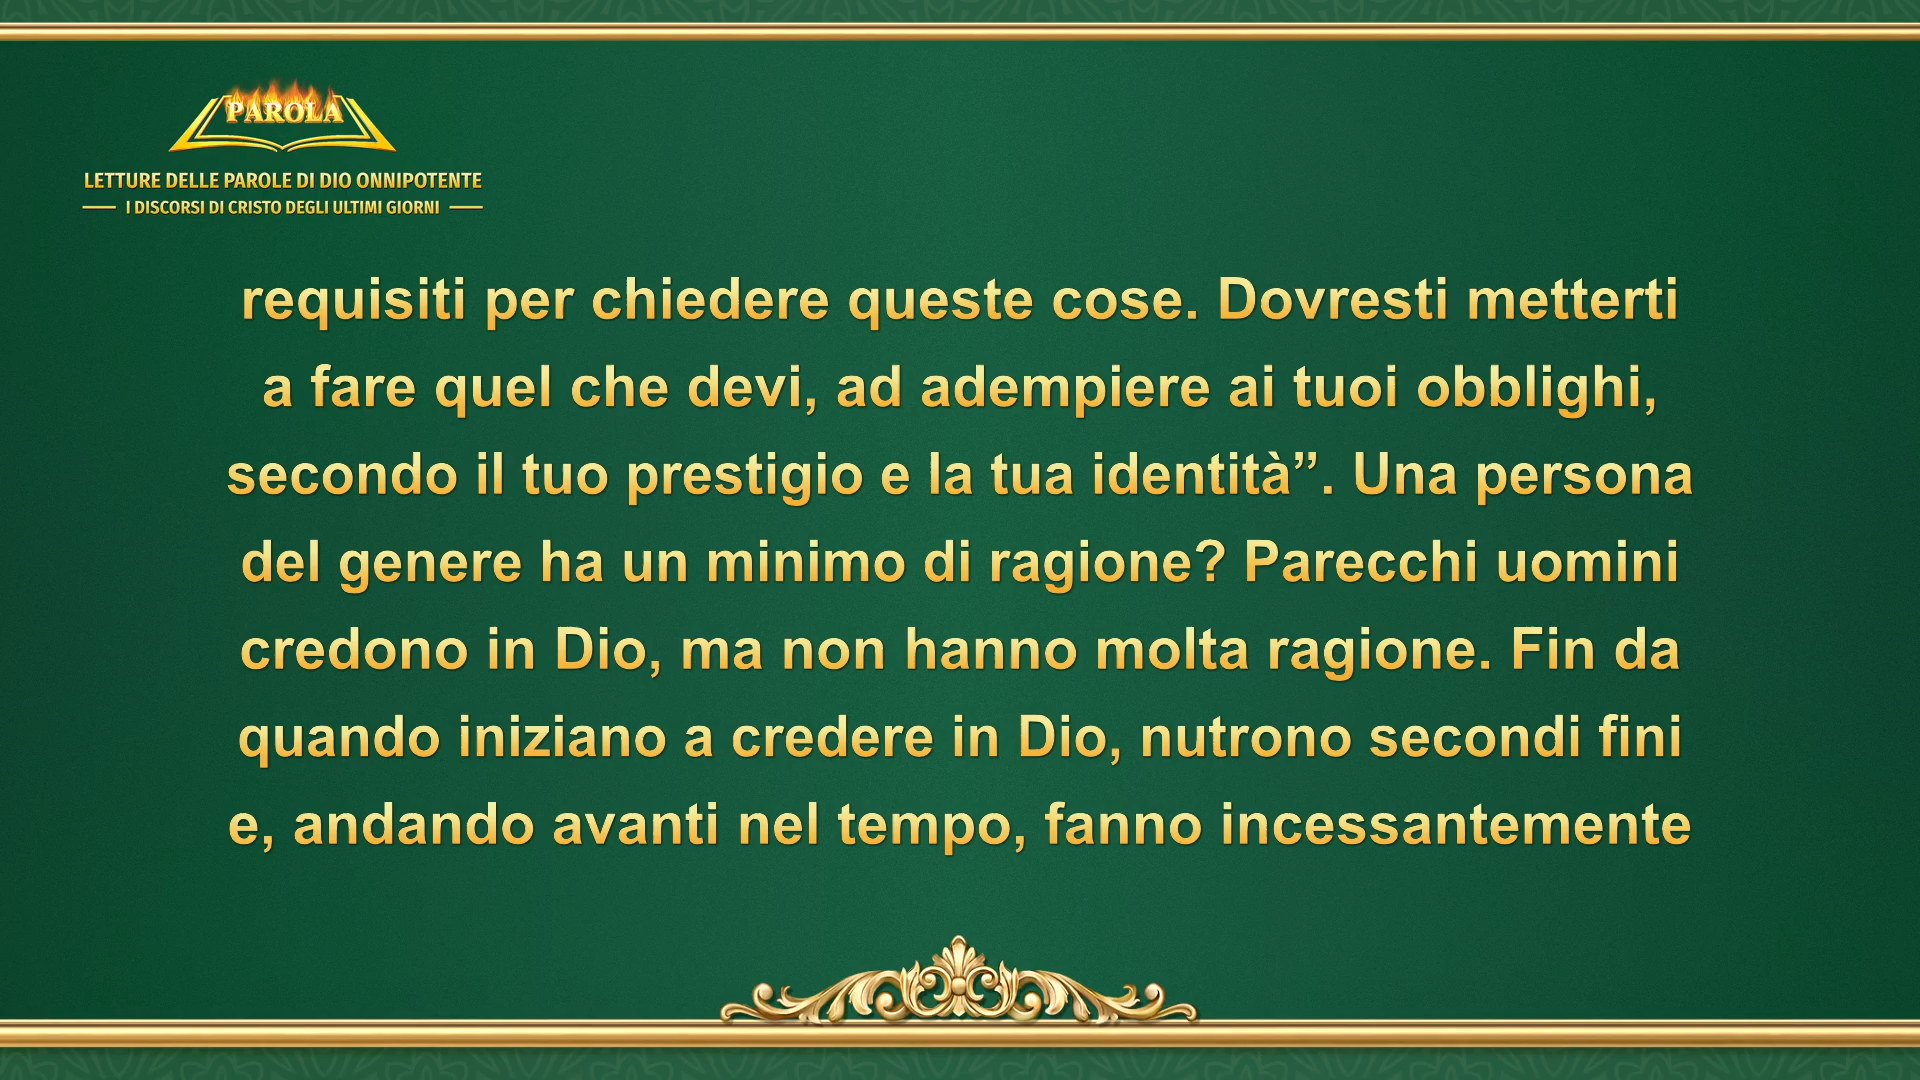 PAROLA
LETTURE DELLE PAROLE DI DIO ONNIPOTENTE
I DISCORSI DI CRISTO DEGLI ULTIMI GIORNI
requisiti per chiedere queste cose. Dovresti metterti
a fare quel che devi, ad adempiere ai tuoi obblighi,
secondo il tuo prestigio e la tua identità”. Una persona
del genere ha un minimo di ragione? Parecchi uomini
credono in Dio, ma non hanno molta ragione. Fin da
quando iniziano a credere in Dio, nutrono secondi fini
e, andando avanti nel tempo, fanno incessantemente